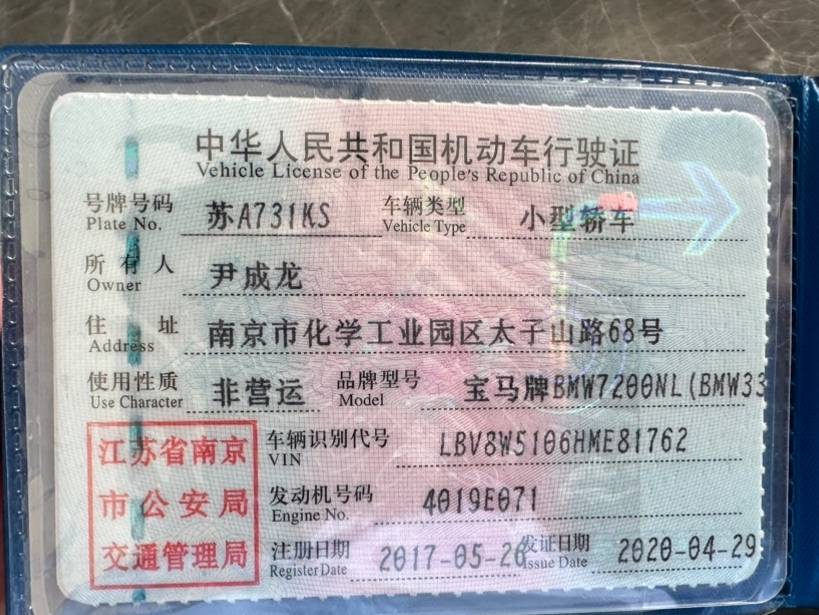 中华人民共和国机动车行驶证
Vehicle License of the People's Republic of China
号牌号码 苏A731KS 车辆类型 小型轿车
Plate No. Vehicle Type
所有人 尹成龙
Owner
住址 南京市化学工业园区太子山路68号
Address
使用性质 非营运 品牌型号 宝马牌BMW7200NL(BMW33
Use Character Model
江苏省南京市公安局交通管理局
车辆识别代号 LBV8W5106HME81762
VIN
发动机号码 4019E071
Engine No.
注册日期 2017-05-26 发证日期 2020-04-29
Register Date Issue Date